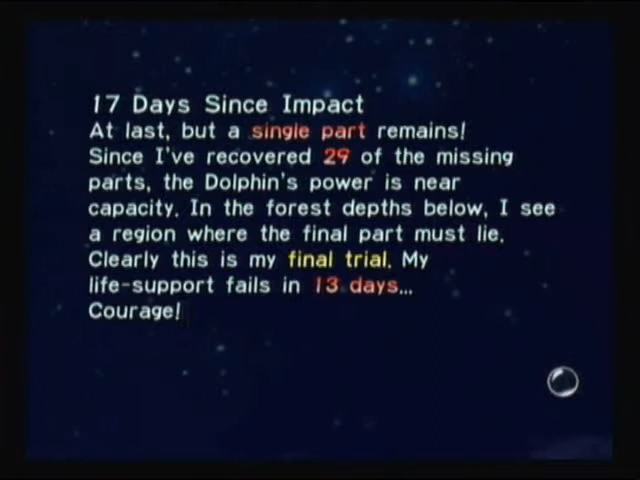 17 Days Since Impact
At last, but a single part remains!
Since I've recovered 29 of the missing
parts, the Dolphin's power is near
capacity. In the forest depths below, I see
a region where the final part must lie.
Clearly this is my final trial. My
life-support fails in 13 days...
Courage!